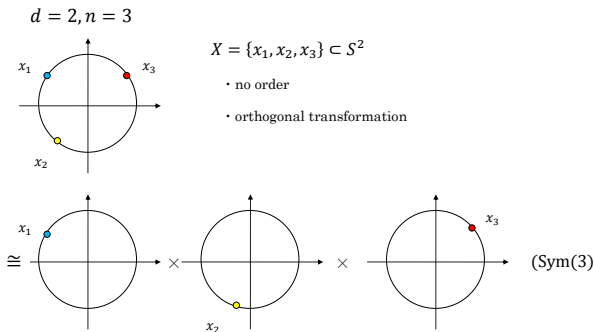 d = 2, n = 3
x₁
x₃
x₂
X = {x₁, x₂, x₃} ⊂ S²
・no order
・orthogonal transformation
≅
x₁
×
x₂
×
x₃
(Sym(3)